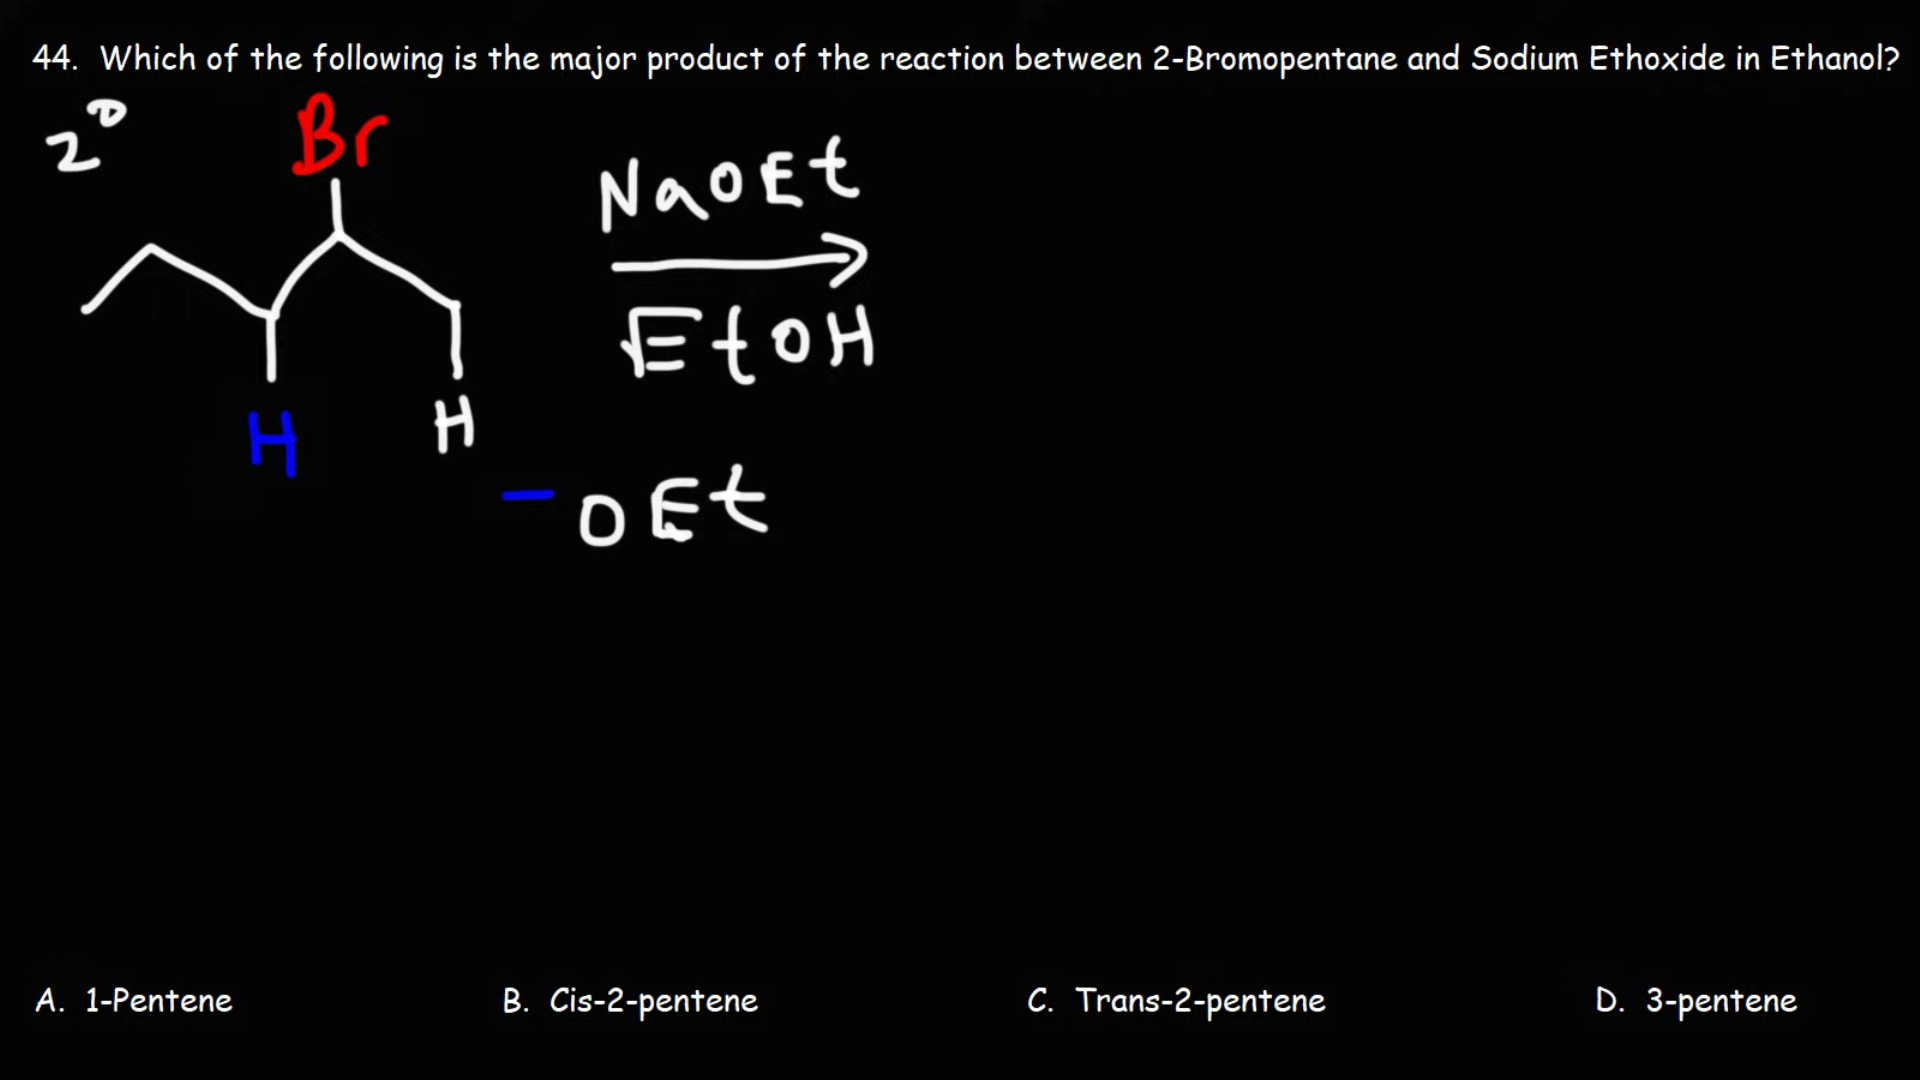 44. Which of the following is the major product of the reaction between 2-Bromopentane and Sodium Ethoxide in Ethanol?
2°
Br
NaOEt
EtOH
H
H
⁻OEt
A. 1-Pentene
B. Cis-2-pentene
C. Trans-2-pentene
D. 3-pentene